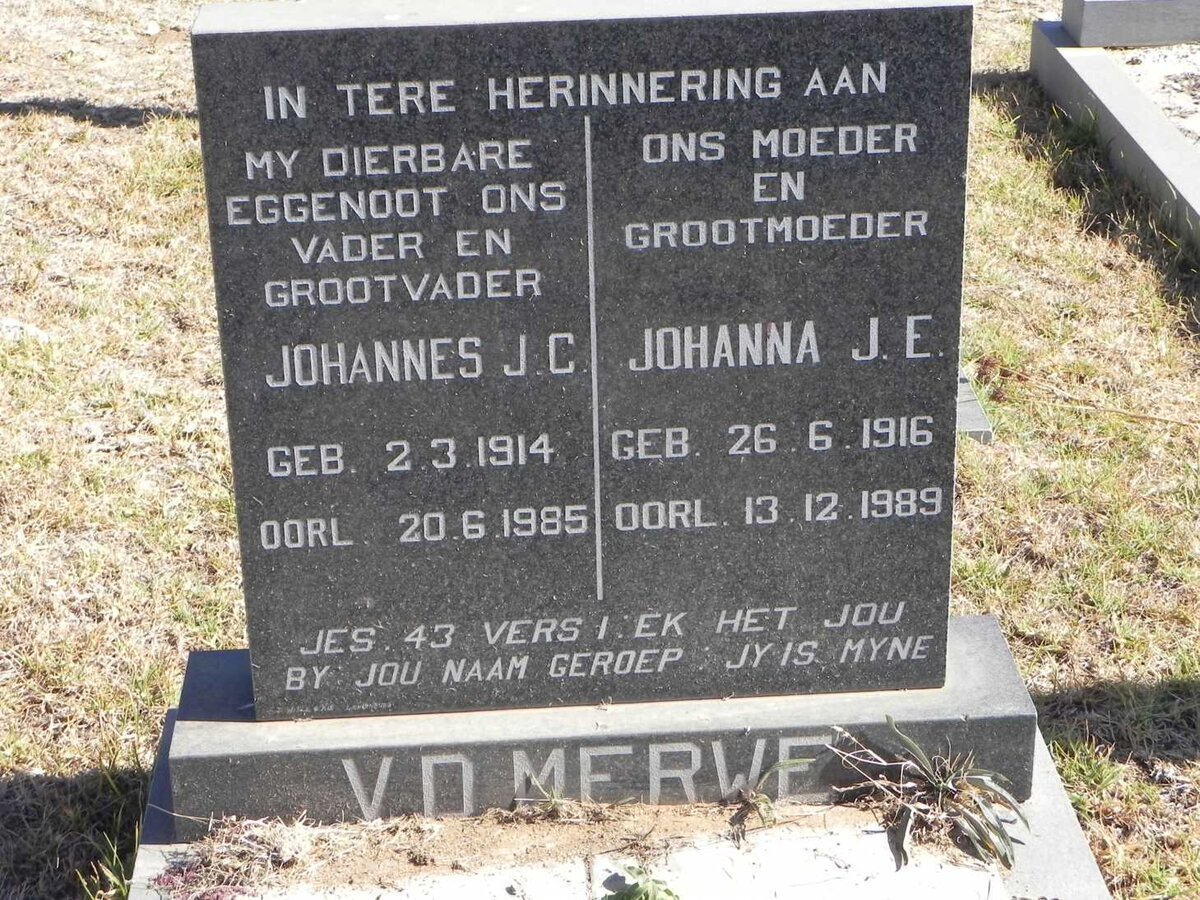 IN TERE HERINNERING AAN
MY DIERBARE
EGGENOOT ONS
VADER EN
GROOTVADER
JOHANNES J.C.
GEB. 2.3.1914
OORL. 20.6.1985
ONS MOEDER
EN
GROOTMOEDER
JOHANNA J.E.
GEB. 26.6.1916
OORL. 13.12.1989
JES. 43 VERS 1: EK HET JOU
BY JOU NAAM GEROEP: JY IS MYNE
V.D. MERWE